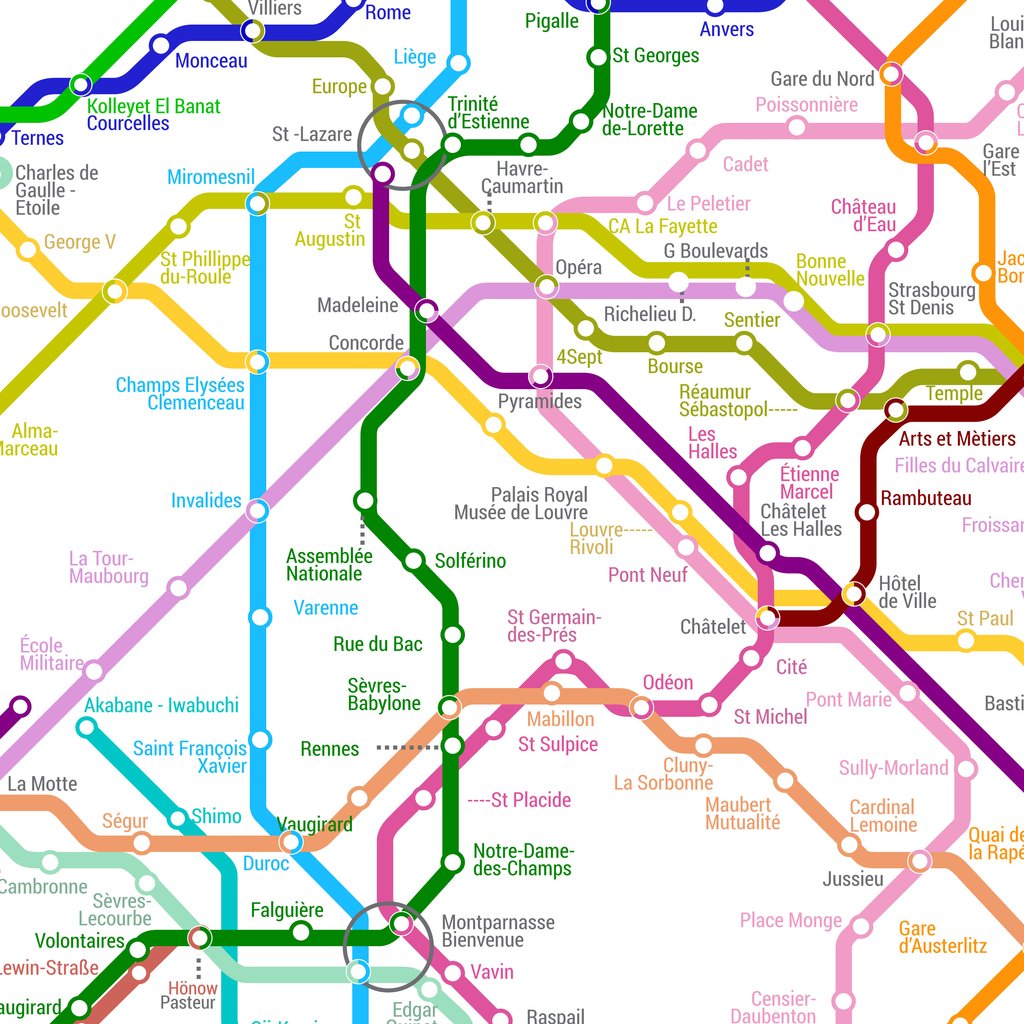 Villiers
Rome
Pigalle
Anvers
Monceau
Liège
St Georges
Gare du Nord
Europe
Poissonnière
Kolleyet El Banat
Courcelles
Trinité
d'Estienne
Notre-Dame
de-Lorette
Ternes
St -Lazare
Gare
l'Est
Havre-
Caumartin
Cadet
Charles de
Gaulle -
Etoile
Miromesnil
Le Peletier
Château
d'Eau
St
Augustin
CA La Fayette
George V
St Phillippe
du-Roule
G Boulevards
Opéra
Bonne
Nouvelle
Strasbourg
St Denis
oosevelt
Madeleine
Richelieu D.
Sentier
Concorde
4Sept
Bourse
Champs Elysées
Clemenceau
Pyramides
Réaumur
Sébastopol-----
Temple
Alma-
Marceau
Les
Halles
Arts et Mètiers
Filles du Calvaire
Étienne
Marcel
Invalides
Palais Royal
Musée de Louvre
Rambuteau
Châtelet
Les Halles
Louvre-----
Rivoli
Assemblée
Nationale
Solférino
La Tour-
Maubourg
Pont Neuf
Hôtel
de Ville
Varenne
St Germain-
des-Prés
St Paul
Châtelet
École
Militaire
Rue du Bac
Cité
Sèvres-
Babylone
Odéon
Pont Marie
Akabane - Iwabuchi
Mabillon
St Michel
Saint François
Xavier
Rennes
St Sulpice
Cluny-
La Sorbonne
Sully-Morland
La Motte
----St Placide
Maubert
Mutualité
Cardinal
Lemoine
Ségur
Shimo
Vaugirard
Duroc
Notre-Dame-
des-Champs
Jussieu
Cambronne
Sèvres-
Lecourbe
Falguière
Montparnasse
Bienvenue
Place Monge
Gare
d'Austerlitz
Volontaires
Lewin-Straße
Hönow
Pasteur
Vavin
augirard
Edgar
Censier-
Daubenton
Raspail